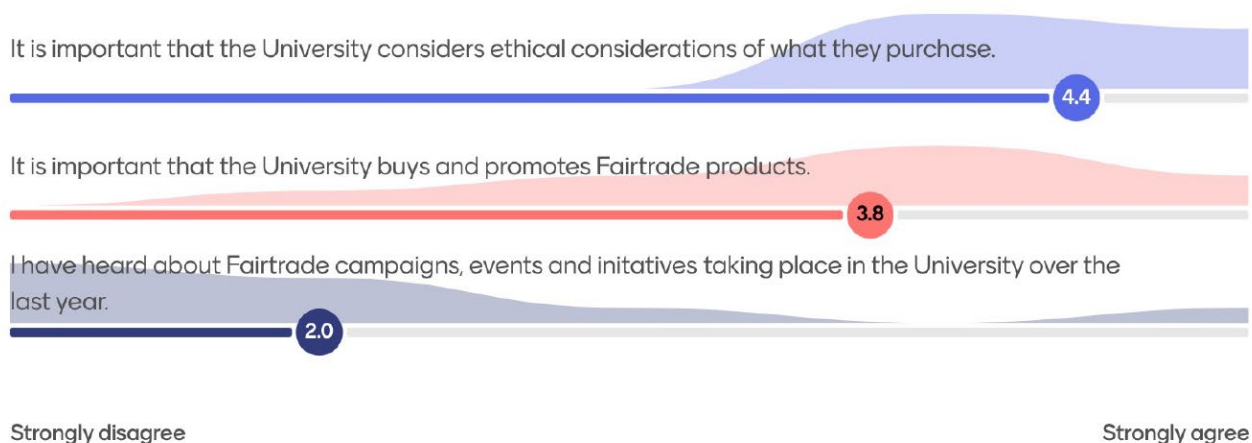 It is important that the University considers ethical considerations of what they purchase.
4.4
It is important that the University buys and promotes Fairtrade products.
3.8
I have heard about Fairtrade campaigns, events and initatives taking place in the University over the
last year.
2.0
Strongly disagree
Strongly agree